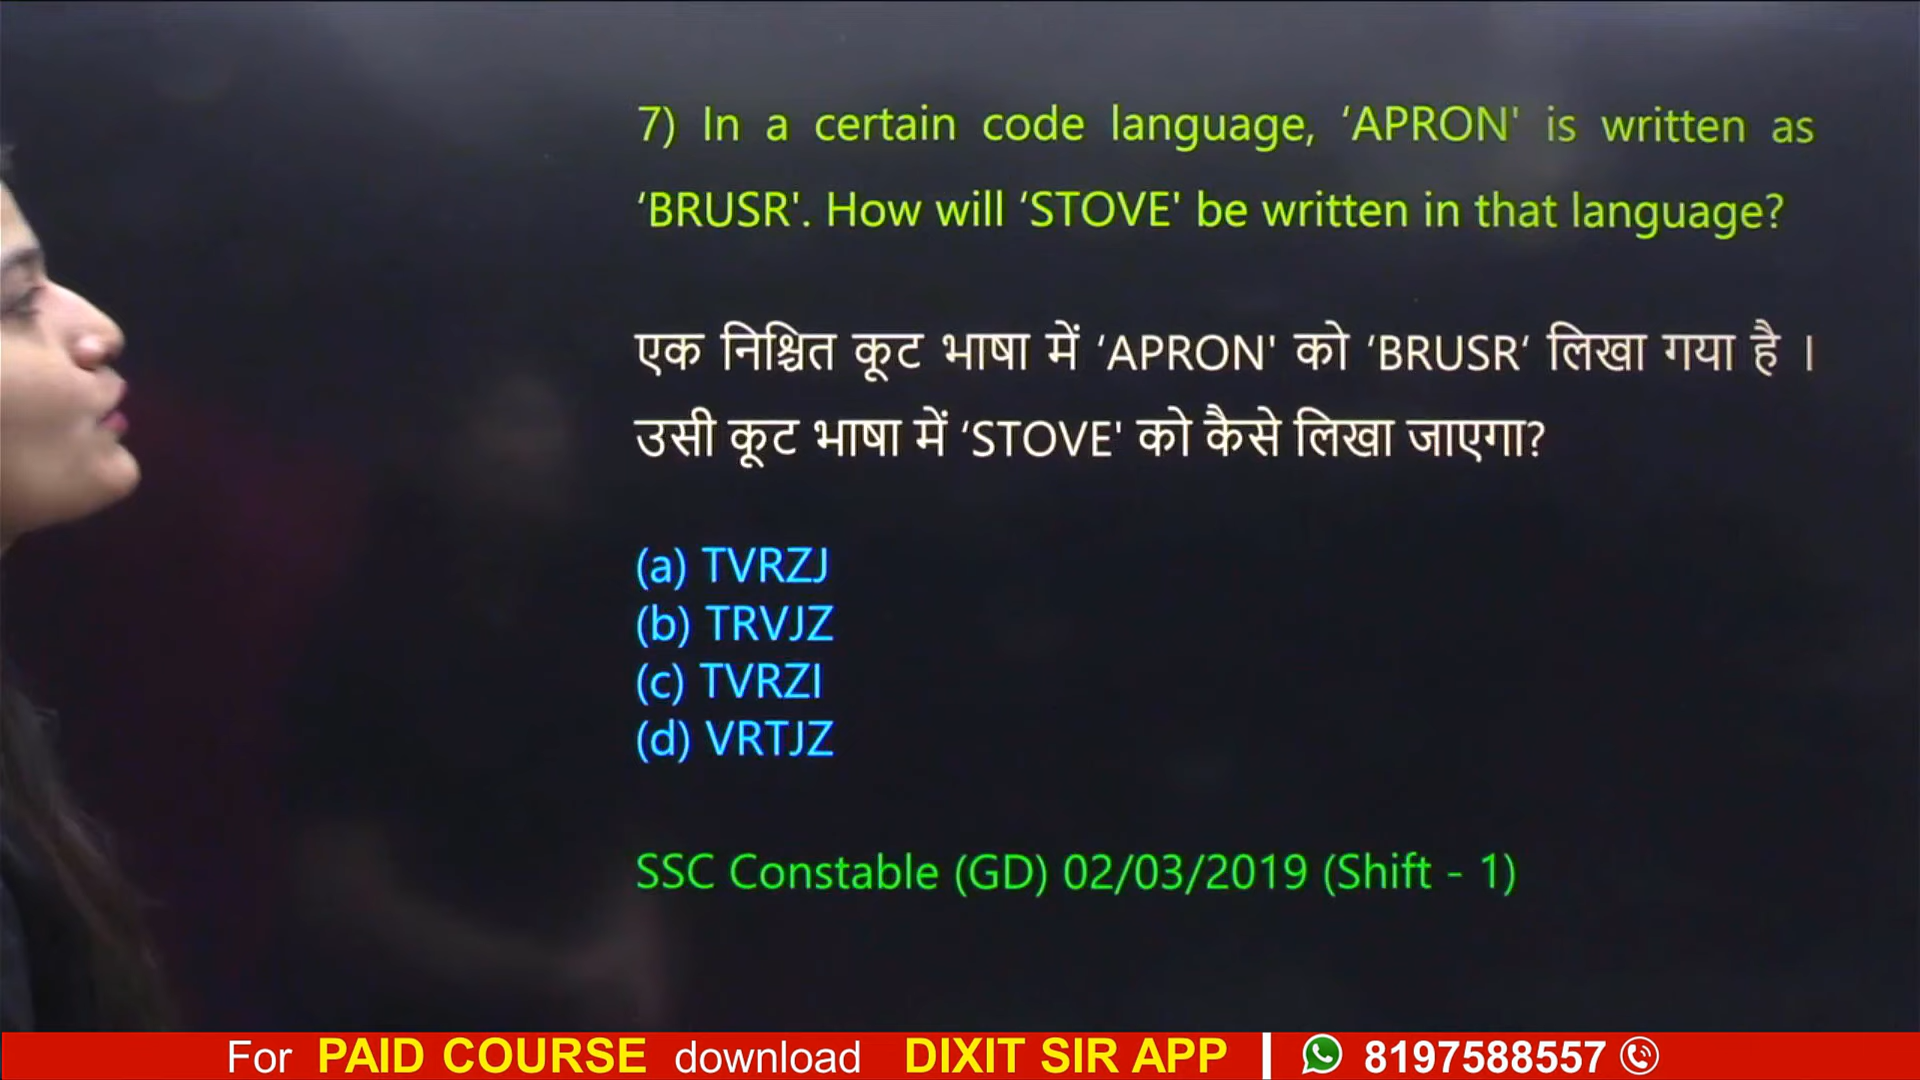 7) In a certain code language, ‘APRON' is written as
‘BRUSR'. How will ‘STOVE' be written in that language?
एक निश्चित कूट भाषा में ‘APRON' को ‘BRUSR‘ लिखा गया है ।
उसी कूट भाषा में ‘STOVE' को कैसे लिखा जाएगा?
(a) TVRZJ
(b) TRVJZ
(c) TVRZI
(d) VRTJZ
SSC Constable (GD) 02/03/2019 (Shift - 1)
For PAID COURSE download DIXIT SIR APP | 8197588557